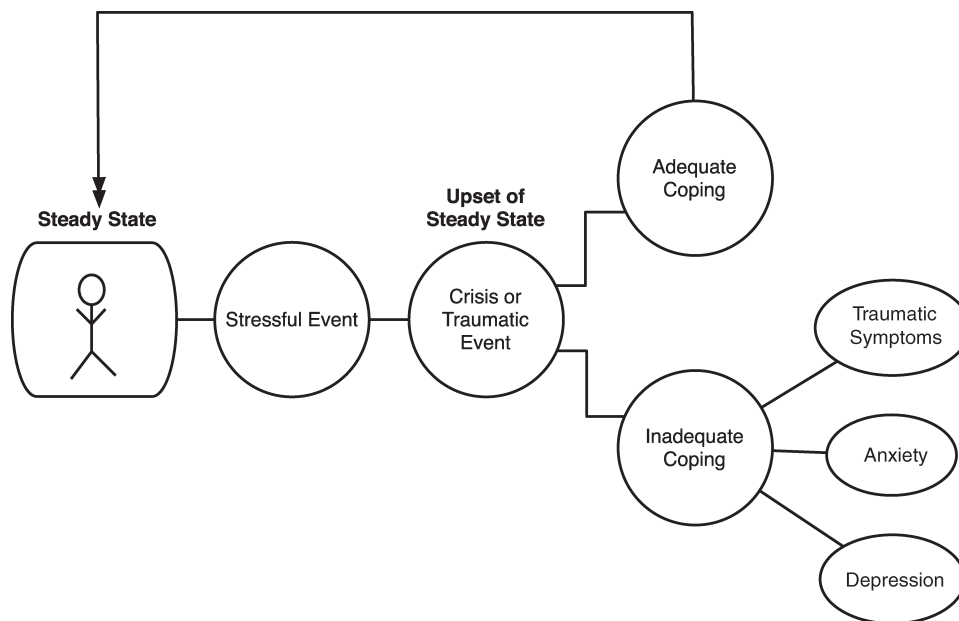 Steady State
Stressful Event
Upset of
Steady State
Crisis or
Traumatic
Event
Adequate
Coping
Inadequate
Coping
Traumatic
Symptoms
Anxiety
Depression